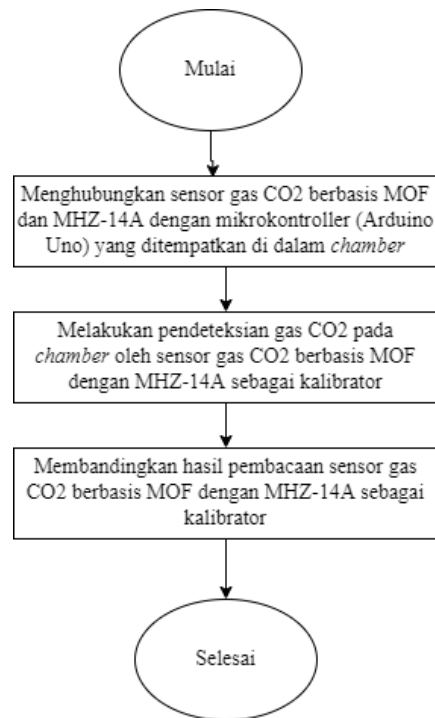 Mulai
Menghubungkan sensor gas CO2 berbasis MOF
dan MHZ-14A dengan mikrokontroller (Arduino
Uno) yang ditempatkan di dalam chamber
Melakukan pendeteksian gas CO2 pada
chamber oleh sensor gas CO2 berbasis MOF
dengan MHZ-14A sebagai kalibrator
Membandingkan hasil pembacaan sensor gas
CO2 berbasis MOF dengan MHZ-14A sebagai
kalibrator
Selesai